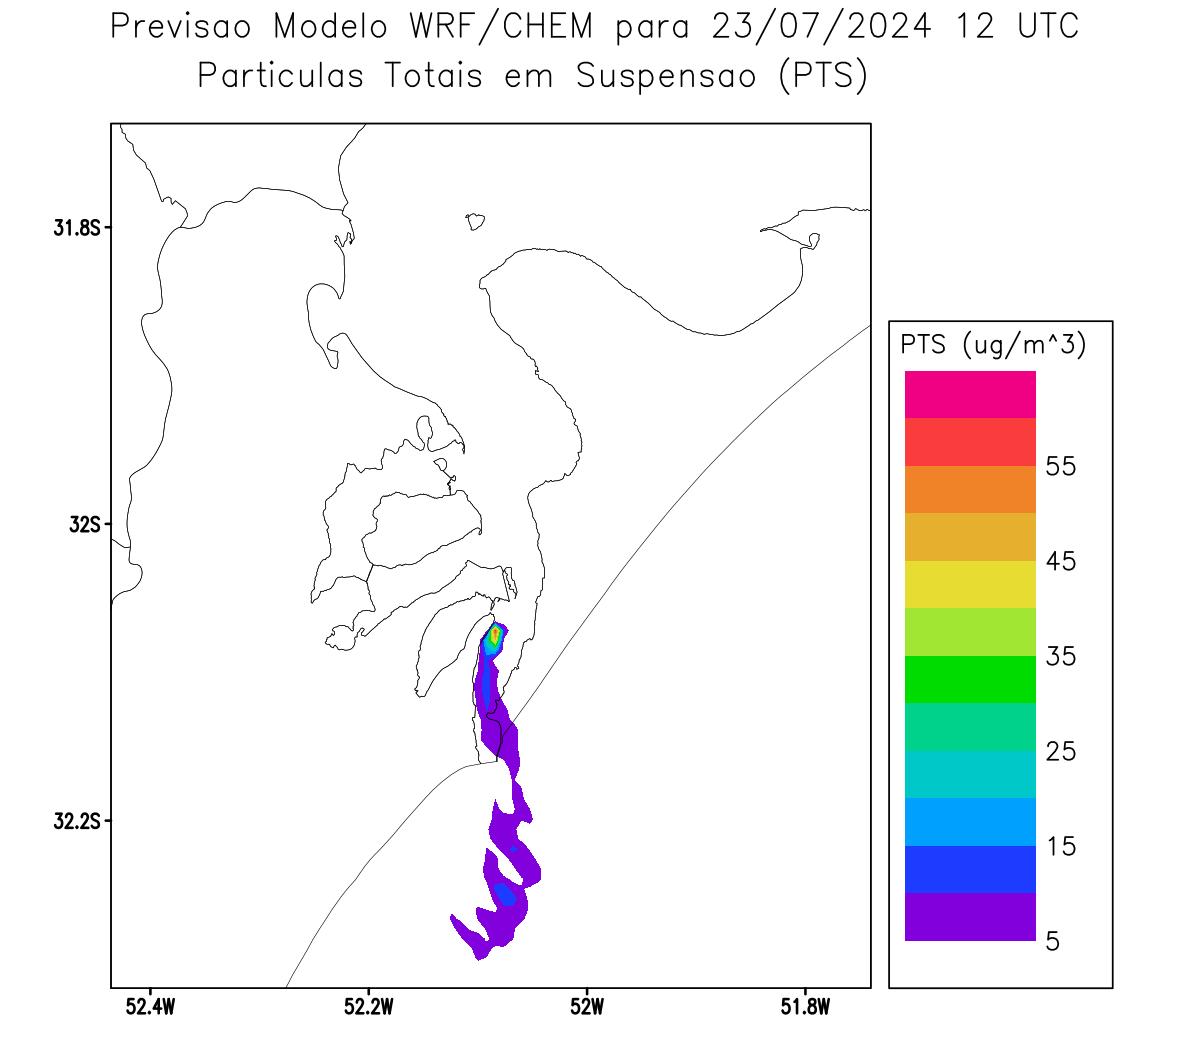 Previsao Modelo WRF/CHEM para 23/07/2024 12 UTC
Particulas Totais em Suspensao (PTS)
31.8S
32S
32.2S
52.4W
52.2W
52W
51.8W
PTS (ug/m^3)
55
45
35
25
15
5